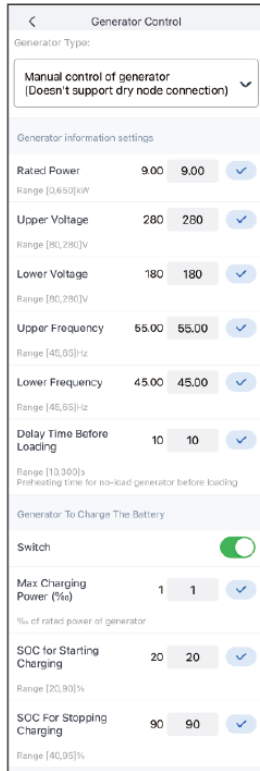 Generator Control
Generator Type:
Manual control of generator
(Doesn't support dry node connection)
Generator information settings
Rated Power 9.00 9.00
Range [0,650]kW
Upper Voltage 280 280
Range [80,280]V
Lower Voltage 180 180
Range [80,280]V
Upper Frequency 55.00 55.00
Range [45,65]Hz
Lower Frequency 45.00 45.00
Range [45,65]Hz
Delay Time Before
Loading 10 10
Range [10,300]s
Preheating time for no-load generator before loading
Generator To Charge The Battery
Switch
Max Charging
Power (‰) 1 1
‰ of rated power of generator
SOC for Starting
Charging 20 20
Range [20,90]%
SOC For Stopping
Charging 90 90
Range [40,95]%